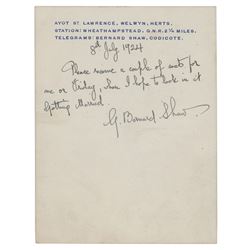 AYOT ST LAWRENCE, WELWYN, HERTS.
STATION: WHEATHAMPSTEAD, G.N.R. 2¼ MILES.
TELEGRAMS: BERNARD SHAW, CODICOTE.
8th July 1924
Please reserve a couple of seats for
me on Friday, when I hope to look in at
Getting Married.
G. Bernard Shaw